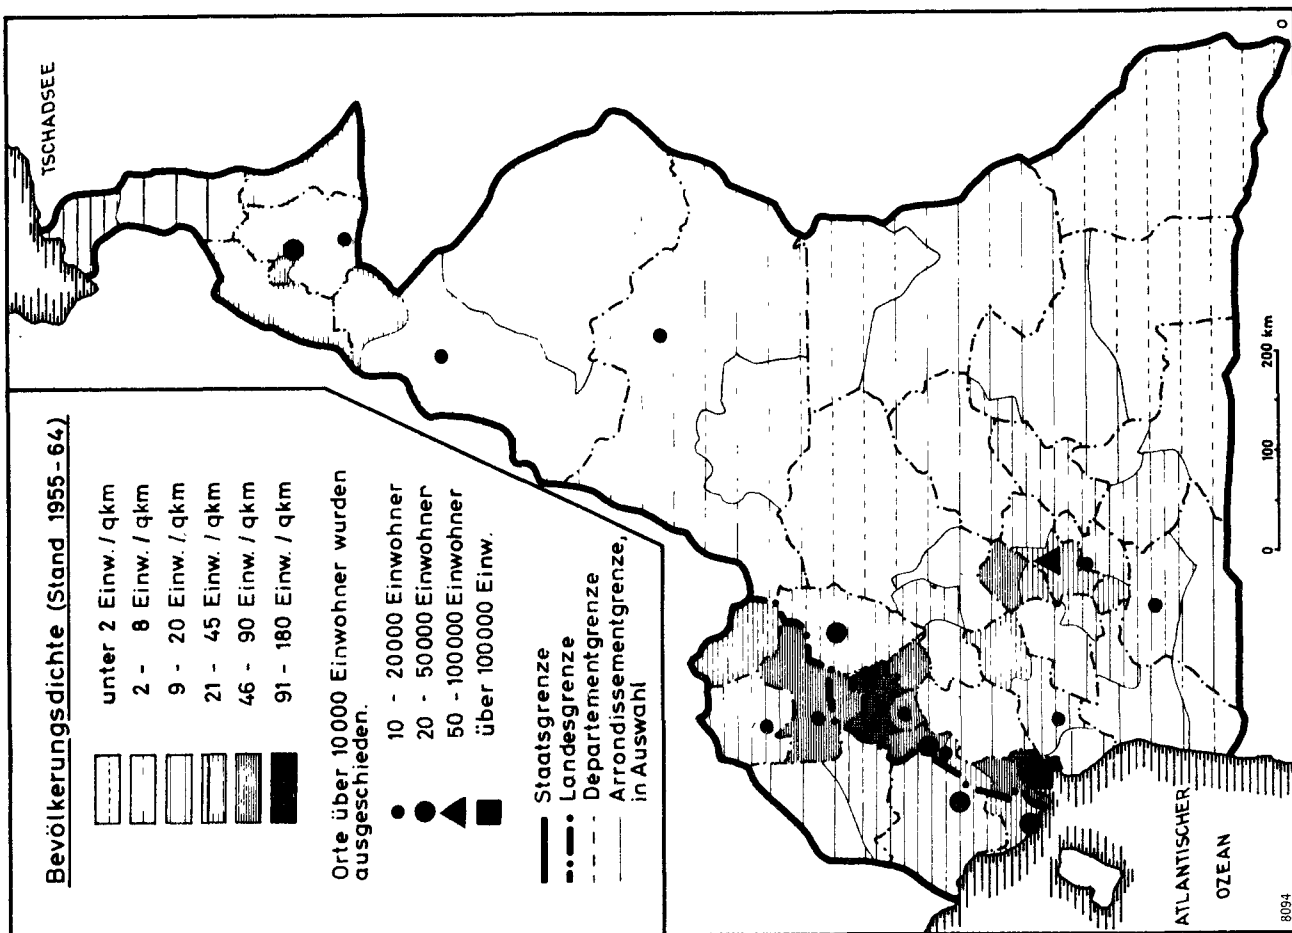 Bevölkerungsdichte (Stand 1955-64)
unter 2 Einw. / qkm
2 - 8 Einw. / qkm
9 - 20 Einw. / qkm
21 - 45 Einw. / qkm
46 - 90 Einw. / qkm
91 - 180 Einw. / qkm
Orte über 10000 Einwohner wurden
ausgeschieden.
10 - 20000 Einwohner
20 - 50000 Einwohner
50 - 100000 Einwohner
über 100000 Einw.
Staatsgrenze
Landesgrenze
Departementgrenze
Arrondissementgrenze,
in Auswahl
TSCHADSEE
ATLANTISCHER
OZEAN
0 100 200 km
8094